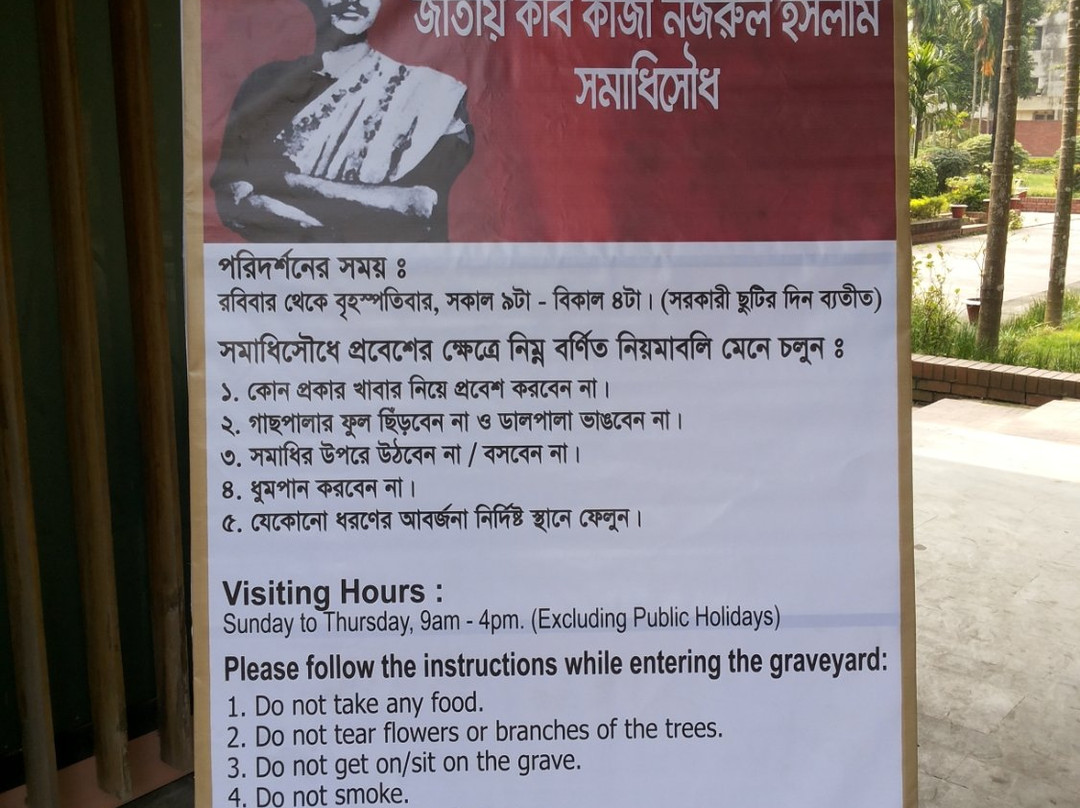 জাতীয় কবি কাজী নজরুল ইসলাম
সমাধিসৌধ
পরিদর্শনের সময় ঃ
রবিবার থেকে বৃহস্পতিবার, সকাল ৯টা - বিকাল ৪টা। (সরকারী ছুটির দিন ব্যতীত)
সমাধিসৌধে প্রবেশের ক্ষেত্রে নিম্ন বর্ণিত নিয়মাবলি মেনে চলুন ঃ
১. কোন প্রকার খাবার নিয়ে প্রবেশ করবেন না।
২. গাছপালার ফুল ছিঁড়বেন না ও ডালপালা ভাঙবেন না।
৩. সমাধির উপরে উঠবেন না / বসবেন না।
৪. ধুমপান করবেন না।
৫. যেকোনো ধরণের আবর্জনা নির্দিষ্ট স্থানে ফেলুন।
Visiting Hours :
Sunday to Thursday, 9am - 4pm. (Excluding Public Holidays)
Please follow the instructions while entering the graveyard:
1. Do not take any food.
2. Do not tear flowers or branches of the trees.
3. Do not get on/sit on the grave.
4. Do not smoke.